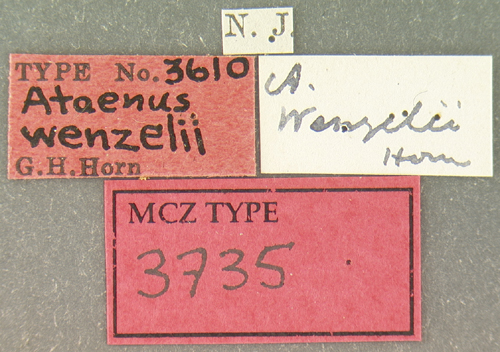 N. J.
TYPE No. 3610
Ataenus
wenzelii
G. H. Horn
A.
Wenzelii
Horn
MCZ TYPE
3735